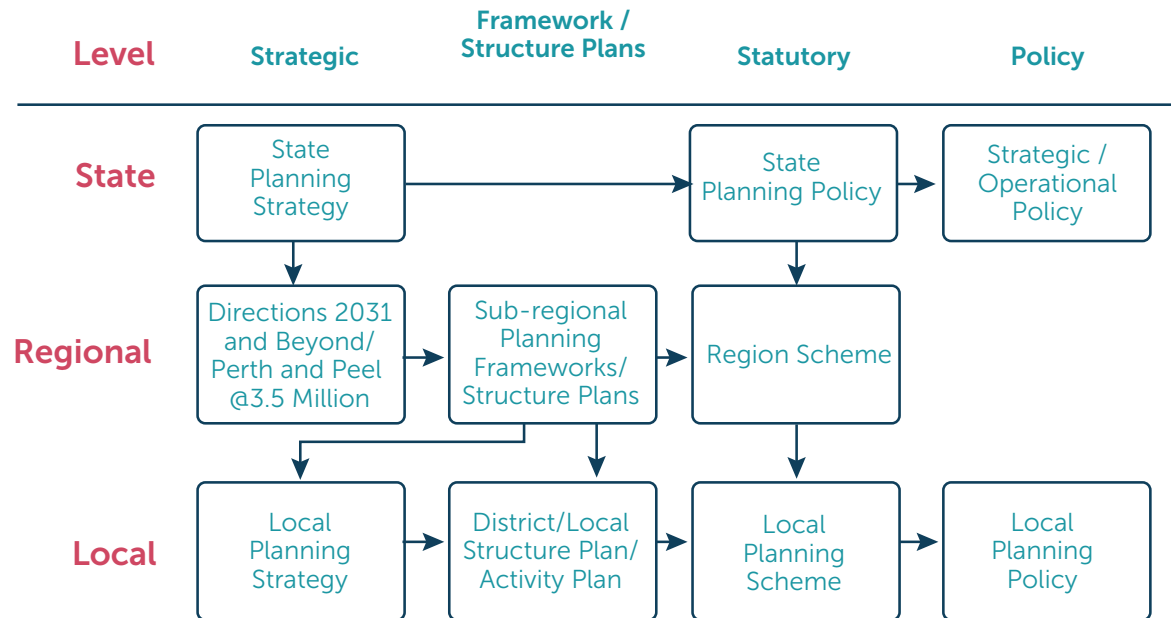 Level
Strategic
Framework /
Structure Plans
Statutory
Policy
State
State
Planning
Strategy
State
Planning Policy
Strategic /
Operational
Policy
Regional
Directions 2031
and Beyond/
Perth and Peel
@3.5 Million
Sub-regional
Planning
Frameworks/
Structure Plans
Region Scheme
Local
Local
Planning
Strategy
District/Local
Structure Plan/
Activity Plan
Local
Planning
Scheme
Local
Planning
Policy